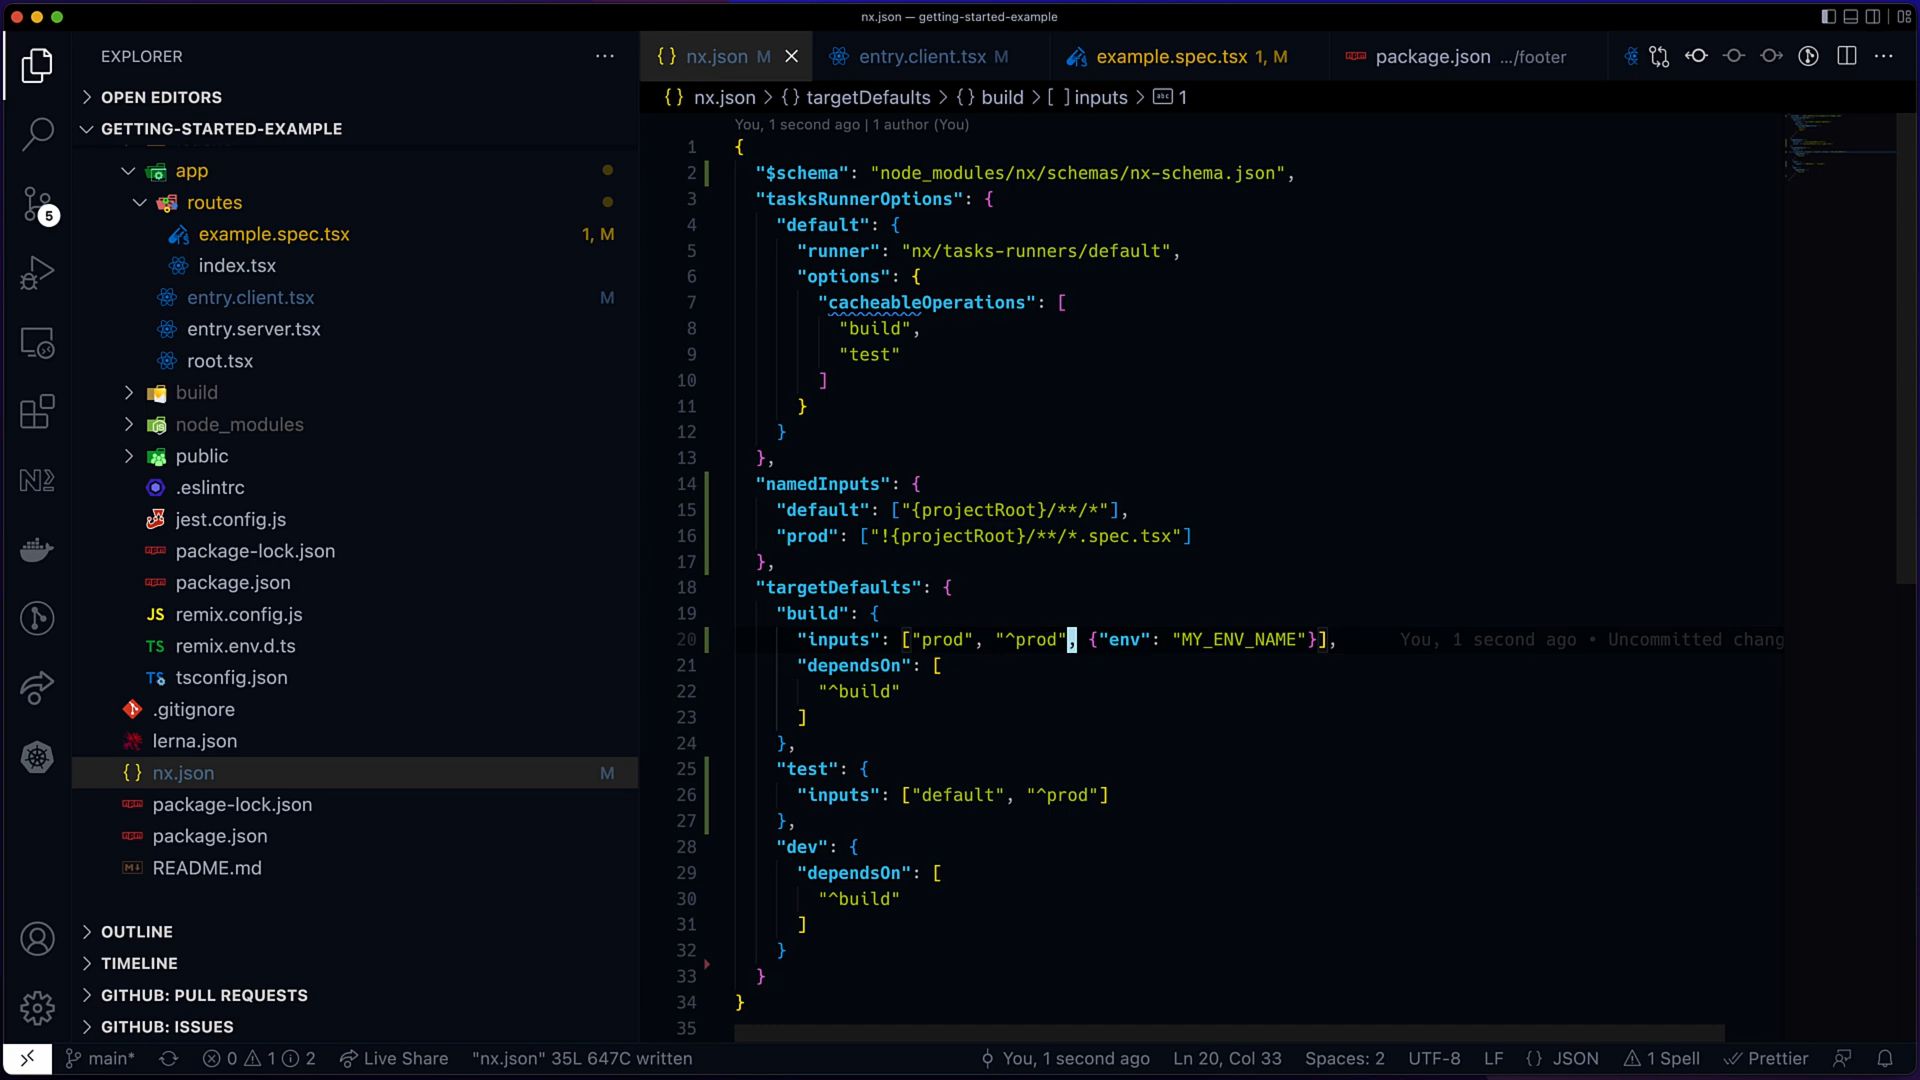 nx.json — getting-started-example
EXPLORER
OPEN EDITORS
GETTING-STARTED-EXAMPLE
app
routes
example.spec.tsx 1, M
index.tsx
entry.client.tsx M
entry.server.tsx
root.tsx
build
node_modules
public
.eslintrc
jest.config.js
package-lock.json
package.json
JS remix.config.js
TS remix.env.d.ts
TS tsconfig.json
.gitignore
lerna.json
{} nx.json M
package-lock.json
package.json
README.md
OUTLINE
TIMELINE
GITHUB: PULL REQUESTS
GITHUB: ISSUES
5
{} nx.json M
entry.client.tsx M
example.spec.tsx 1, M
package.json .../footer
{} nx.json > {} targetDefaults > {} build > [ ] inputs > abc 1
You, 1 second ago | 1 author (You)
1 {
2 "$schema": "node_modules/nx/schemas/nx-schema.json",
3 "tasksRunnerOptions": {
4 "default": {
5 "runner": "nx/tasks-runners/default",
6 "options": {
7 "cacheableOperations": [
8 "build",
9 "test"
10 ]
11 }
12 }
13 },
14 "namedInputs": {
15 "default": ["{projectRoot}/**/*"],
16 "prod": ["!{projectRoot}/**/*.spec.tsx"]
17 },
18 "targetDefaults": {
19 "build": {
20 "inputs": ["prod", "^prod", {"env": "MY_ENV_NAME"}], You, 1 second ago • Uncommitted chang
21 "dependsOn": [
22 "^build"
23 ]
24 },
25 "test": {
26 "inputs": ["default", "^prod"]
27 },
28 "dev": {
29 "dependsOn": [
30 "^build"
31 ]
32 }
33 }
34 }
35
main* 0 1 2 Live Share "nx.json" 35L 647C written You, 1 second ago Ln 20, Col 33 Spaces: 2 UTF-8 LF {} JSON 1 Spell Prettier